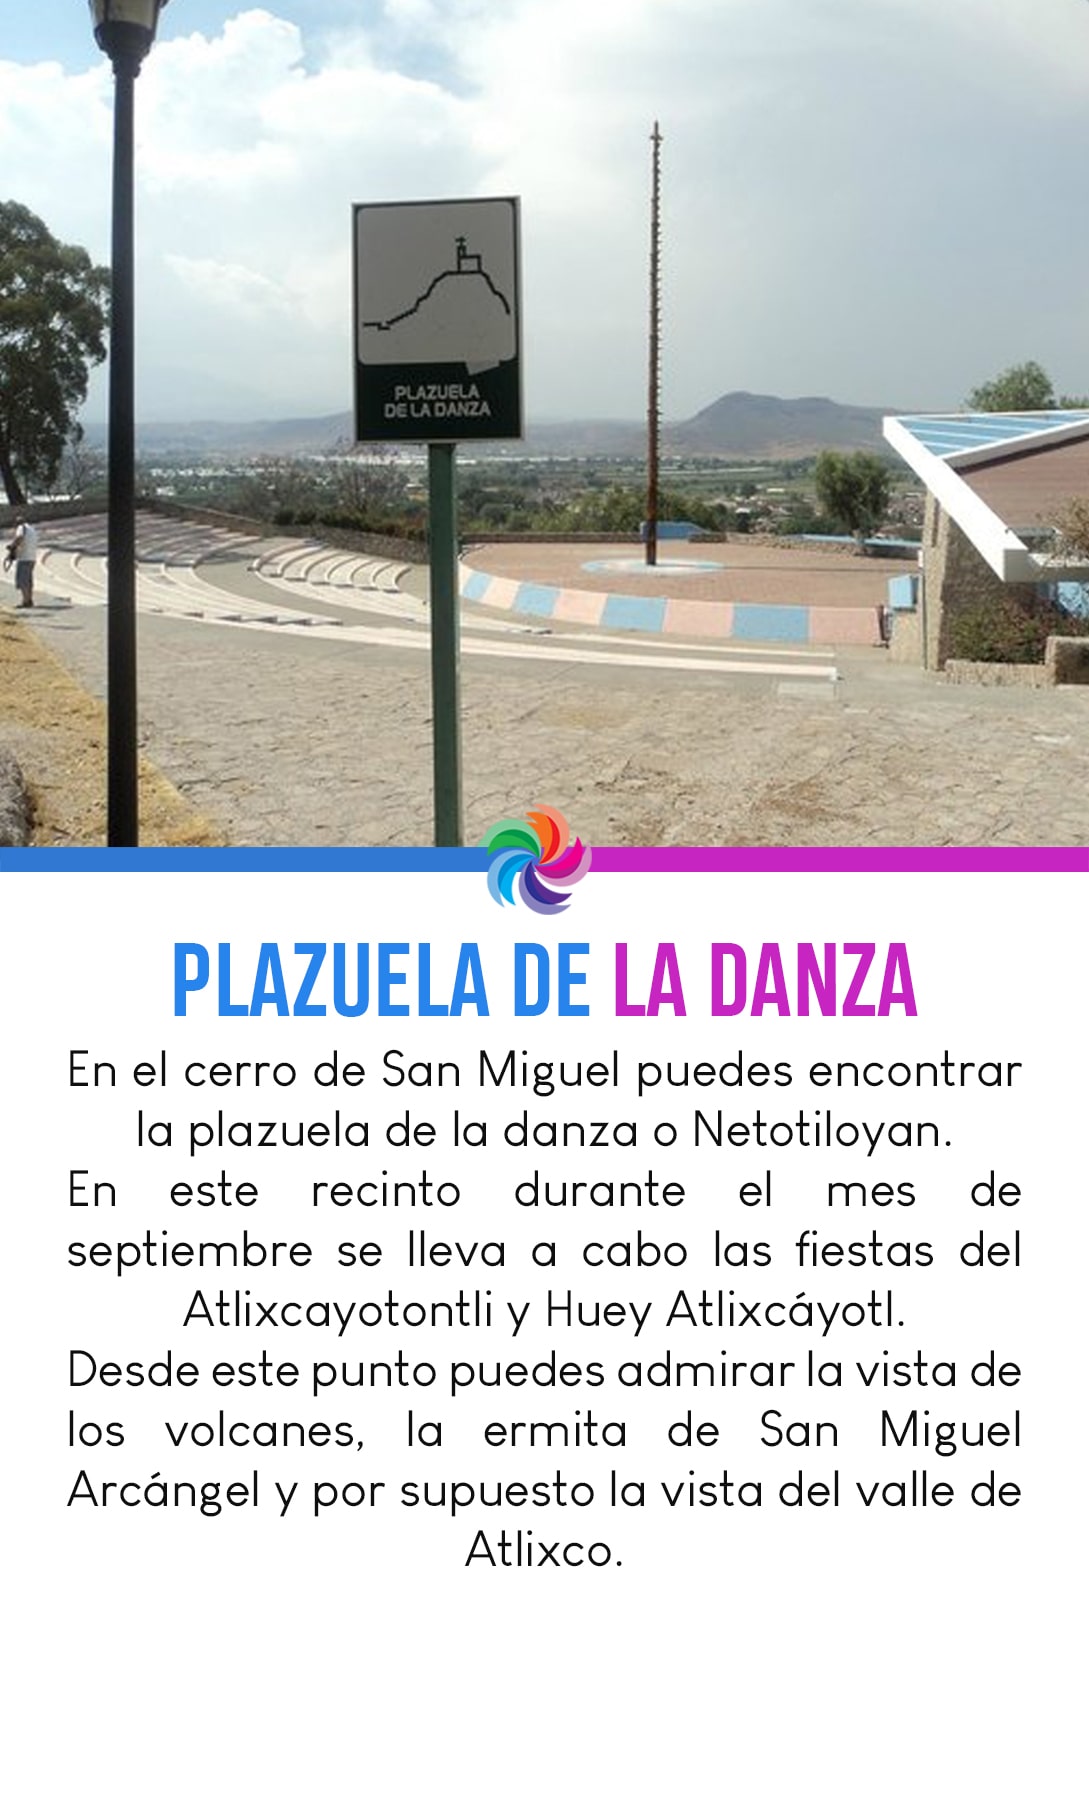 PLAZUELA
DE LA DANZA
PLAZUELA DE LA DANZA
En el cerro de San Miguel puedes encontrar
la plazuela de la danza o Netotiloyan.
En este recinto durante el mes de
septiembre se lleva a cabo las fiestas del
Atlixcayotontli y Huey Atlixcáyotl.
Desde este punto puedes admirar la vista de
los volcanes, la ermita de San Miguel
Arcángel y por supuesto la vista del valle de
Atlixco.